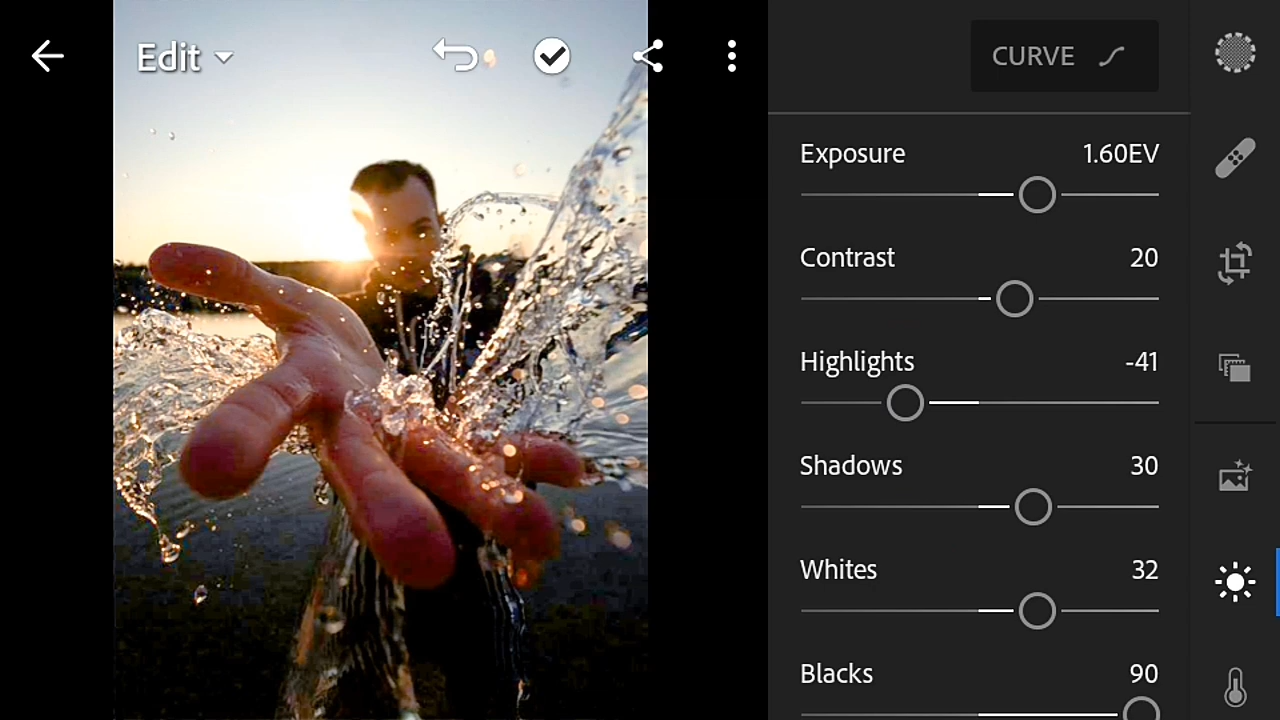 Edit
CURVE
Exposure 1.60EV
Contrast 20
Highlights -41
Shadows 30
Whites 32
Blacks 90